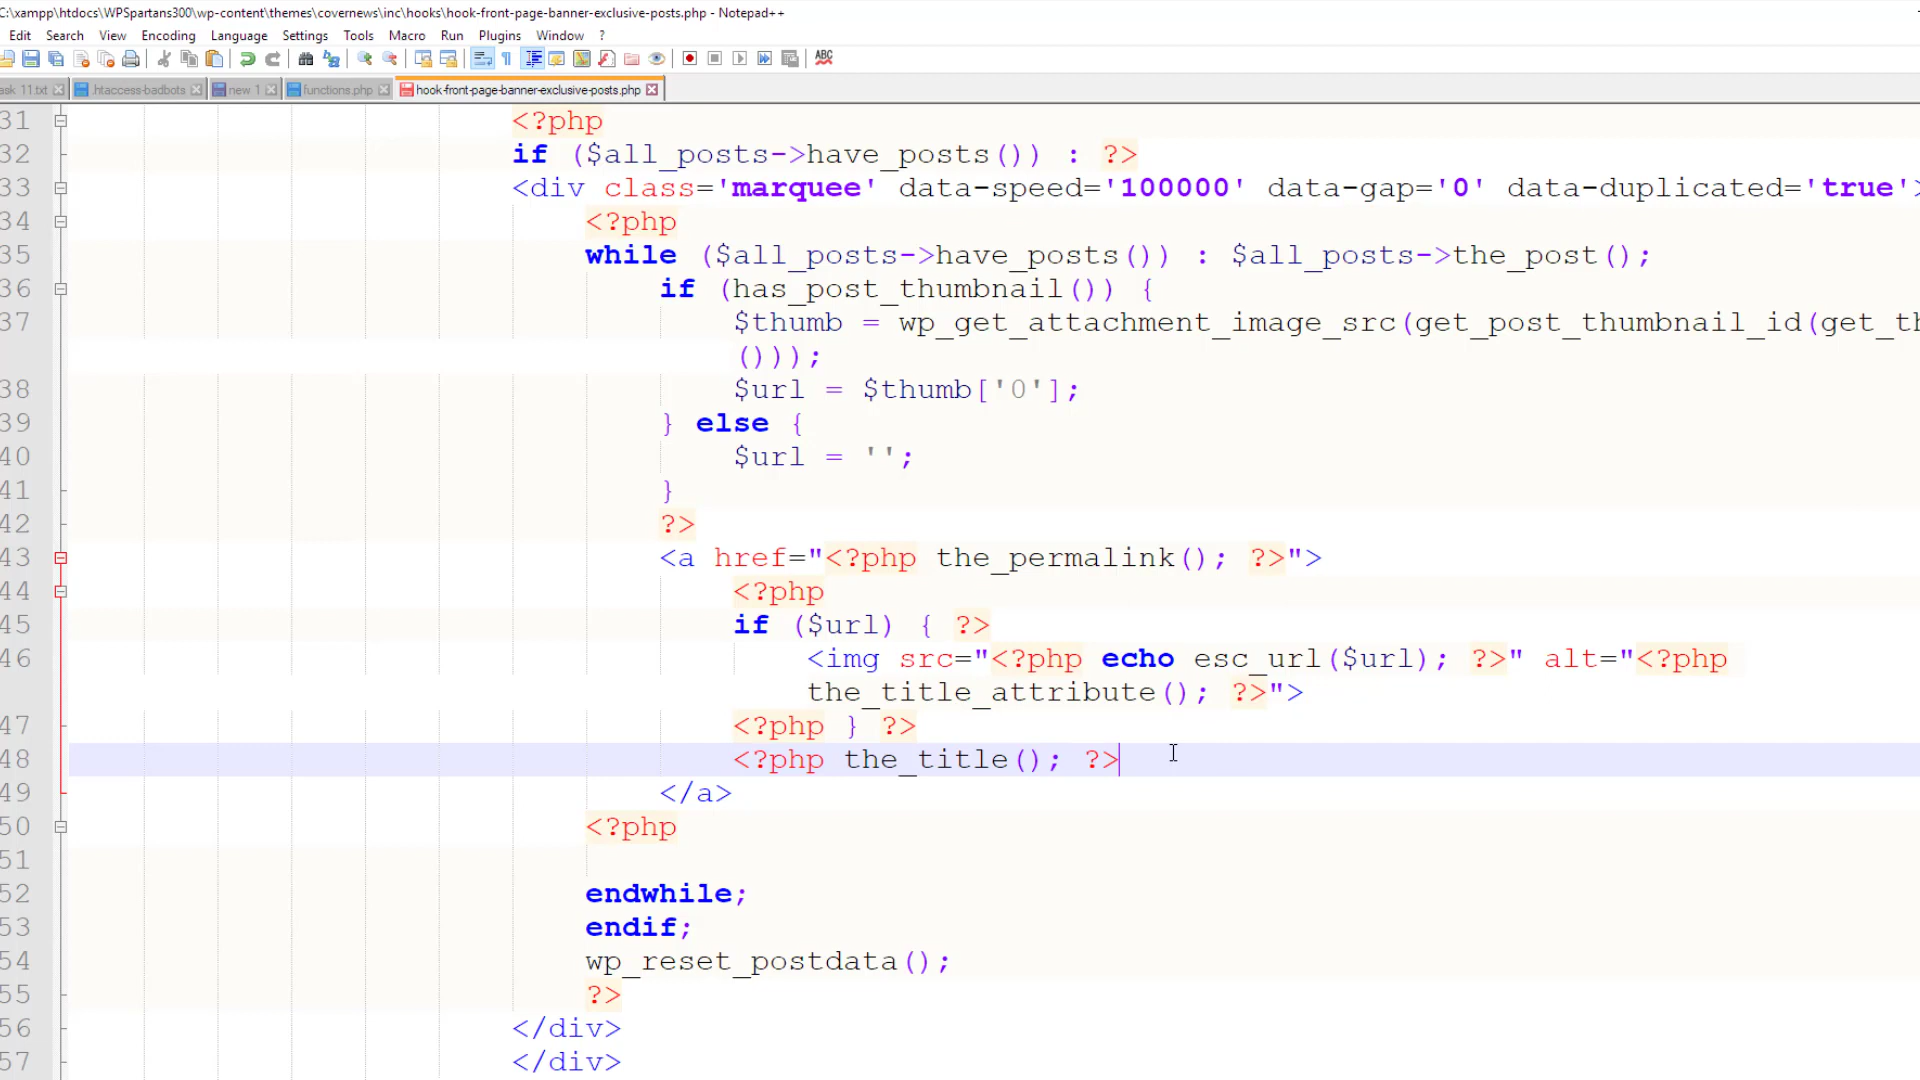 C:\xampp\htdocs\WPSpartans300\wp-content\themes\covernews\inc\hooks\hook-front-page-banner-exclusive-posts.php - Notepad++
Edit Search View Encoding Language Settings Tools Macro Run Plugins Window ?
ABC
ask 11.txt .htaccess-badbots new 1 functions.php hook-front-page-banner-exclusive-posts.php
31 <?php
32 if ($all_posts->have_posts()) : ?>
33 <div class='marquee' data-speed='100000' data-gap='0' data-duplicated='true'>
34 <?php
35 while ($all_posts->have_posts()) : $all_posts->the_post();
36 if (has_post_thumbnail()) {
37 $thumb = wp_get_attachment_image_src(get_post_thumbnail_id(get_th
()));
38 $url = $thumb['0'];
39 } else {
40 $url = '';
41 }
42 ?>
43 <a href="<?php the_permalink(); ?>">
44 <?php
45 if ($url) { ?>
46 <img src="<?php echo esc_url($url); ?>" alt="<?php
the_title_attribute(); ?>">
47 <?php } ?>
48 <?php the_title(); ?>
49 </a>
50 <?php
51
52 endwhile;
53 endif;
54 wp_reset_postdata();
55 ?>
56 </div>
57 </div>